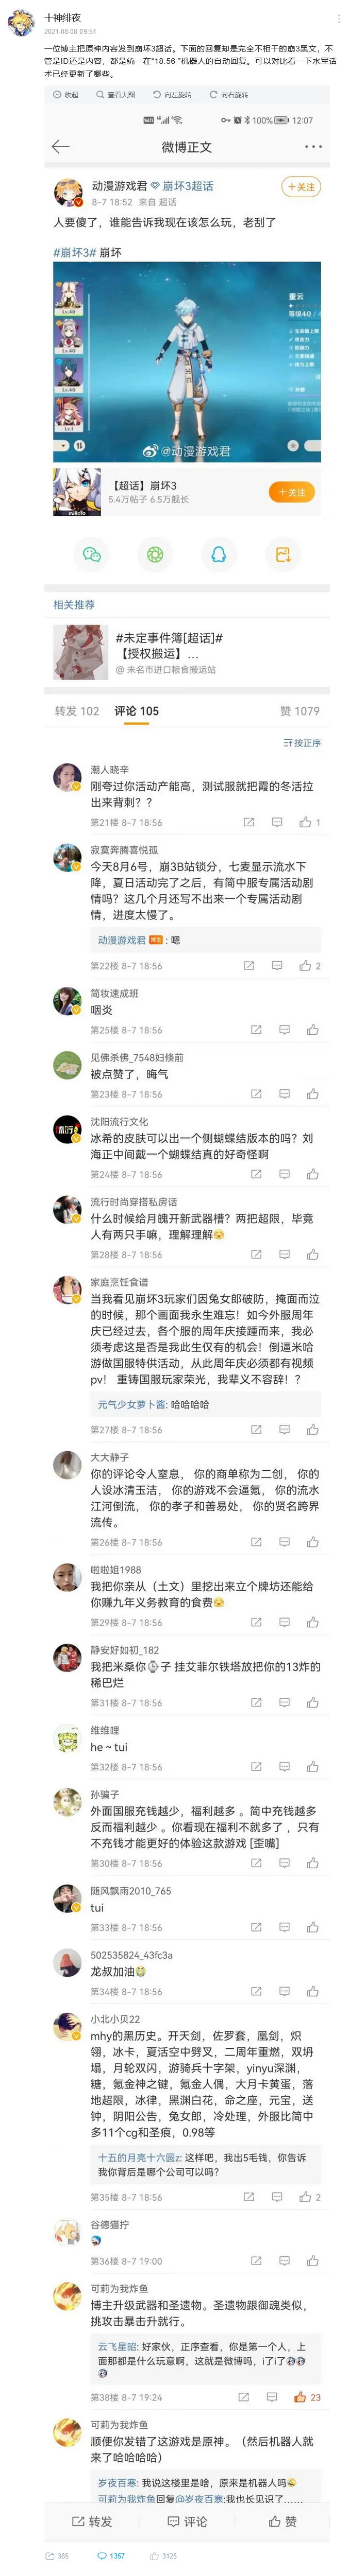 十神绯夜
2021-08-08 09:51
一位博主把原神内容发到崩坏3超话。下面的回复却是完全不相干的崩3黑文，不
管是ID还是内容，都是统一在"18:56 "机器人的自动回复。可以对比看一下水军话
术已经更新了哪些。
收起
查看大图
向左旋转
向右旋转
100% 12:07
微博正文
动漫游戏君 崩坏3超话
8-7 18:52 来自 超话
+关注
人要傻了，谁能告诉我现在该怎么玩，老刮了
#崩坏3# 崩坏
Lv.40
Lv.40
Lv.40
Lv.1
重云
等级40 /
@动漫游戏君
【超话】崩坏3
5.4万帖子 6.5万舰长
+关注
相关推荐
#未定事件簿[超话]#
【授权搬运】...
@ 未名市进口粮食搬运站
转发 102 评论 105 赞 1079
按正序
潮人晓辛
刚夸过你活动产能高，测试服就把霞的冬活拉
出来背刺？？
第21楼 8-7 18:56 1
寂寞奔腾喜悦孤
今天8月6号，崩3B站锁分，七麦显示流水下
降，夏日活动完了之后，有简中服专属活动剧
情吗？这几个月还写不出来一个专属活动剧
情，进度太慢了。
动漫游戏君 博主 : 嗯
第22楼 8-7 18:56 2
简妆速成班
咽炎
第25楼 8-7 18:56
见佛杀佛_7548妇倏前
被点赞了，晦气
第23楼 8-7 18:56
沈阳流行文化
冰希的皮肤可以出一个侧蝴蝶结版本的吗？刘
海正中间戴一个蝴蝶结真的好奇怪啊
第24楼 8-7 18:56
流行时尚穿搭私房话
什么时候给月魄开新武器槽？两把超限，毕竟
人有两只手嘛，理解理解
第28楼 8-7 18:56
家庭烹饪食谱
当我看见崩坏3玩家们因兔女郎破防，掩面而泣
的时候，那个画面我永生难忘！如今外服周年
庆已经过去，各个服的周年庆接踵而来，我必
须考虑这是否是我此生仅有的机会！倒逼米哈
游做国服特供活动，从此周年庆必须都有视频
pv！ 重铸国服玩家荣光，我辈义不容辞！？
元气少女萝卜酱: 哈哈哈哈
第27楼 8-7 18:56
大大静子
你的评论令人窒息， 你的商单称为二创， 你的
人设冰清玉洁， 你的游戏不会逼氪， 你的流水
江河倒流， 你的孝子和善易处， 你的贤名跨界
流传。
第26楼 8-7 18:56
啦啦姐1988
我把你亲从（土文）里挖出来立个牌坊还能给
你赚九年义务教育的食费
第29楼 8-7 18:56
静安好如初_182
我把米桑你 子 挂艾菲尔铁塔放把你的13炸的
稀巴烂
第31楼 8-7 18:56
维维哩
he ~ tui
第32楼 8-7 18:56
孙骗子
外面国服充钱越少，福利越多 。简中充钱越多
反而福利越少 。你看现在福利不就多了 ，只有
不充钱才能更好的体验这款游戏 [歪嘴]
第30楼 8-7 18:56
随风飘雨2010_765
tui
第33楼 8-7 18:56
502535824_43fc3a
龙叔加油
第34楼 8-7 18:56
小北小贝22
mhy的黑历史。开天剑，佐罗套，凰剑，炽
翎，冰卡，夏活空中劈叉，二周年重燃，双坍
塌，月轮双闪，游骑兵十字架，yinyu深渊，
糖，氪金神之键，氪金人偶，大月卡黄蛋，落
地超限，冰律，黑渊白花，命之座，元宝，送
钟，阴阳公告，兔女郎，冷处理，外服比简中
多11个cg和圣痕，0.98等
十五的月亮十六圆z: 这样吧，我出5毛钱，你告诉
我你背后是哪个公司可以吗？
第35楼 8-7 18:56 2
谷德猫拧
第36楼 8-7 19:00
可莉为我炸鱼
博主升级武器和圣遗物。圣遗物跟御魂类似，
挑攻击暴击升就行。
云飞星昭: 好家伙，正序查看，你是第一个人，上
面那都是什么玩意啊，这就是微博吗，i了i了
第38楼 8-7 19:24 23
可莉为我炸鱼
顺便你发错了这游戏是原神。（然后机器人就
来了哈哈哈哈）
岁夜百寒: 我说这楼里是啥，原来是机器人吗
可莉为我炸鱼回复@岁夜百寒:我也长见识了……
转发 评论 赞
385 1357 3125